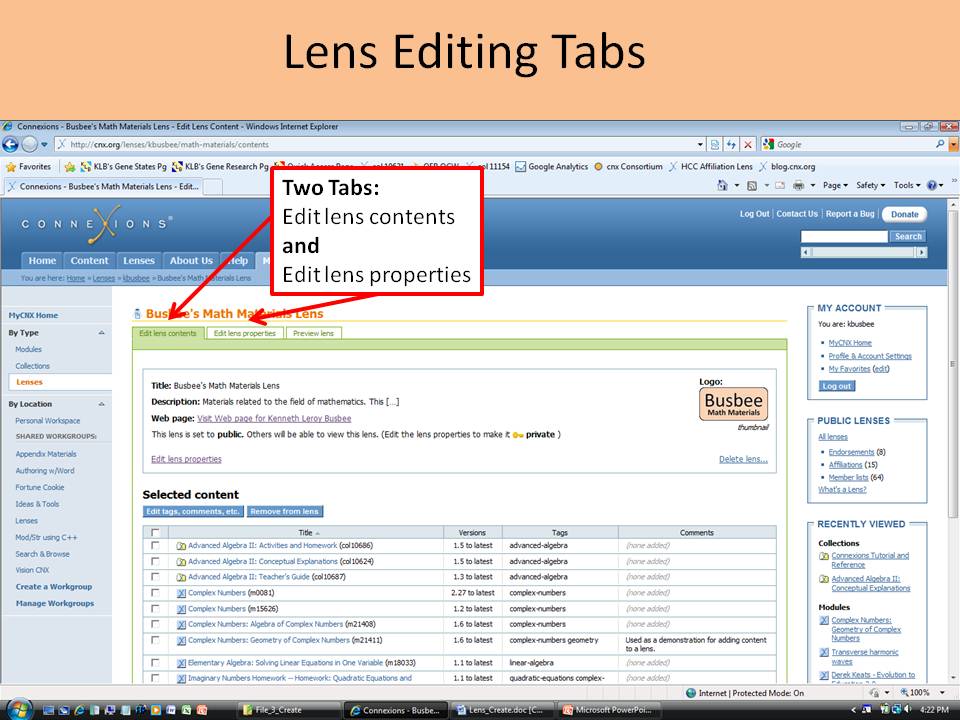 Lens Editing Tabs
Connexions - Busbee's Math Materials Lens - Edit Lens Content - Windows Internet Explorer
http://cnx.org/lenses/kbusbee/math-materials/contents
Google
Favorites KLB's Gene States Pg KLB's Gene Research Pg 11154 Google Analytics cnx Consortium HCC Affiliation Lens blog.cnx.org
Connexions - Busbee's Math Materials Lens - Edit...
Page Safety Tools
Two Tabs:
Edit lens contents
and
Edit lens properties
CONNEXIONS
Log Out | Contact Us | Report a Bug | Donate
Search
Home Content Lenses About Us Help
You are here: Home » Lenses » kbusbee » Busbee's Math Materials Lens
MyCNX Home
By Type
Modules
Collections
Lenses
By Location
Personal Workspace
SHARED WORKGROUPS:
Appendix Materials
Authoring w/Word
Fortune Cookie
Ideas & Tools
Lenses
Mod/Str using C++
Search & Browse
Vision CNX
Create a Workgroup
Manage Workgroups
Busbee's Math Materials Lens
Edit lens contents Edit lens properties Preview lens
Title: Busbee's Math Materials Lens
Description: Materials related to the field of mathematics. This [...]
Web page: Visit Web page for Kenneth Leroy Busbee
This lens is set to public. Others will be able to view this lens. (Edit the lens properties to make it private )
Edit lens properties
Delete lens...
Logo:
Busbee
Math Materials
thumbnail
Selected content
Edit tags, comments, etc. Remove from lens
Title Versions Tags Comments
Advanced Algebra II: Activities and Homework (col10686) 1.5 to latest advanced-algebra (none added)
Advanced Algebra II: Conceptual Explanations (col10624) 1.5 to latest advanced-algebra (none added)
Advanced Algebra II: Teacher's Guide (col10687) 1.3 to latest advanced-algebra (none added)
Complex Numbers (m0081) 2.27 to latest complex-numbers (none added)
Complex Numbers (m15626) 1.2 to latest complex-numbers (none added)
Complex Numbers: Algebra of Complex Numbers (m21408) 1.6 to latest complex-numbers (none added)
Complex Numbers: Geometry of Complex Numbers (m21411) 1.6 to latest complex-numbers geometry Used as a demonstration for adding content
to a lens.
Elementary Algebra: Solving Linear Equations in One Variable (m18033) 1.1 to latest linear-algebra (none added)
Imaginary Numbers Homework -- Homework: Quadratic Equations and 1.1 to latest quadratic-equations complex- (none added)
MY ACCOUNT
You are: kbusbee
MyCNX Home
Profile & Account Settings
My Favorites (edit)
Log out
PUBLIC LENSES
All lenses
Endorsements (8)
Affiliations (15)
Member lists (64)
What's a Lens?
RECENTLY VIEWED
Collections
Connexions Tutorial and
Reference
Advanced Algebra II:
Conceptual Explanations
Modules
Complex Numbers:
Geometry of Complex
Numbers
Transverse harmonic
waves
Derek Keats - Evolution to
Internet | Protected Mode: On
100%
File_3_Create Connexions - Busbe... Lens_Create.doc [C... Microsoft PowerPoi...
4:22 PM